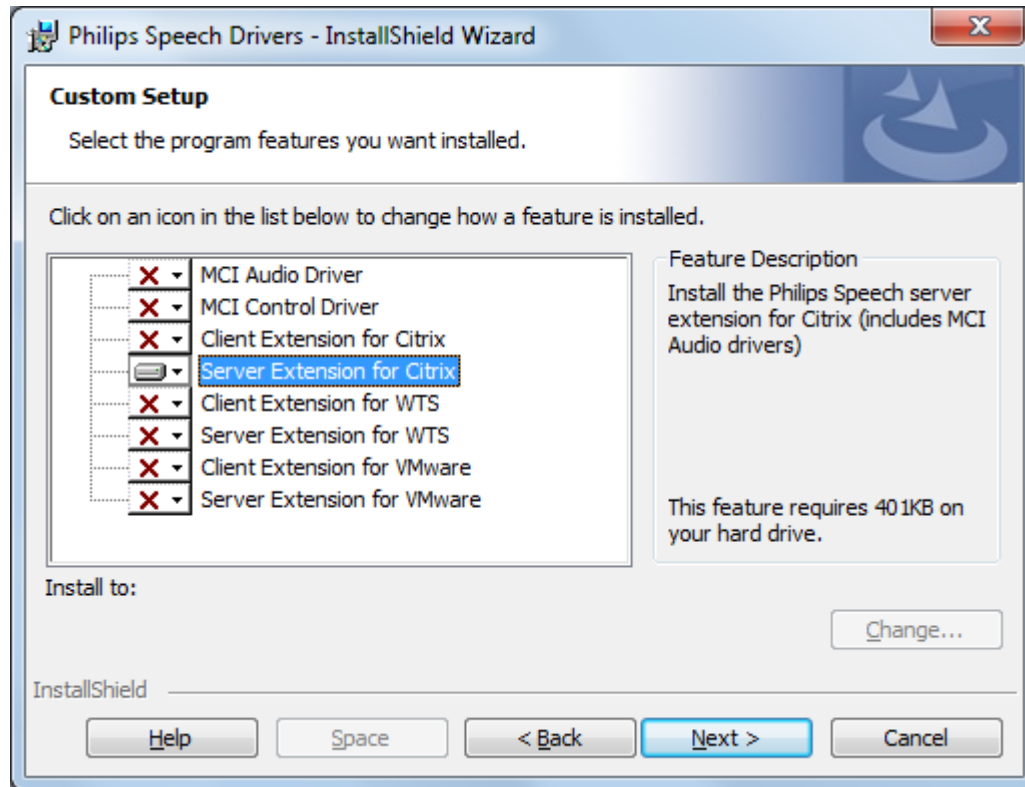 Philips Speech Drivers - InstallShield Wizard
Custom Setup
Select the program features you want installed.
Click on an icon in the list below to change how a feature is installed.
MCI Audio Driver
MCI Control Driver
Client Extension for Citrix
Server Extension for Citrix
Client Extension for WTS
Server Extension for WTS
Client Extension for VMware
Server Extension for VMware
Feature Description
Install the Philips Speech server
extension for Citrix (includes MCI
Audio drivers)
This feature requires 401KB on
your hard drive.
Install to:
Change...
InstallShield
Help
Space
< Back
Next >
Cancel